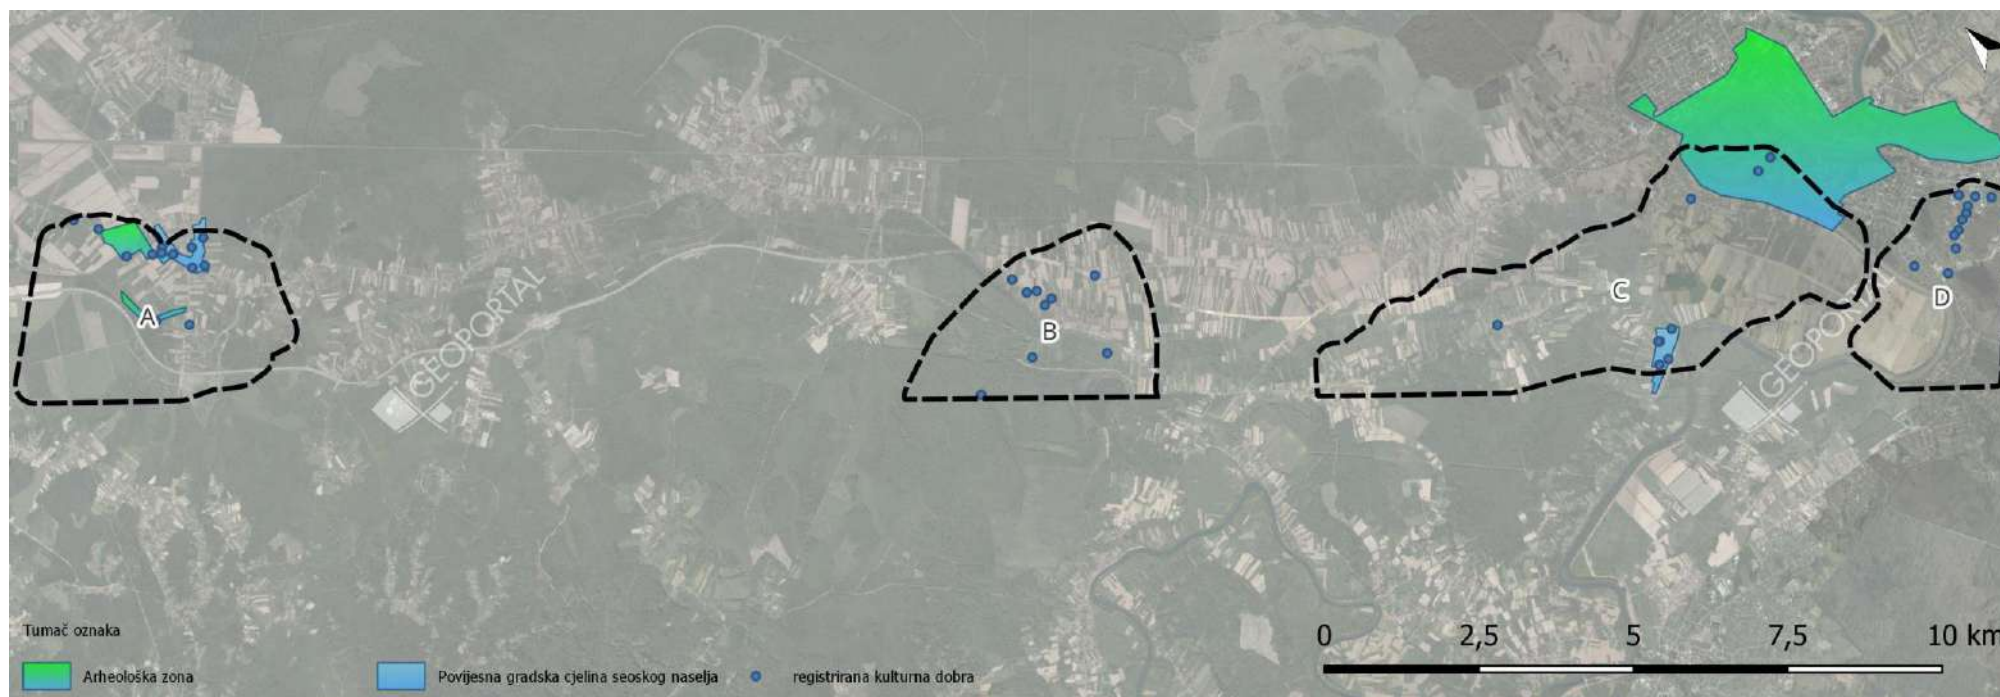 A
B
C
D
GEOPORTAL
GEOPORTAL
Tumač oznaka
0 2,5 5 7,5 10 km
Arheološka zona
Povijesna gradska cjelina seoskog naselja
registrirana kulturna dobra